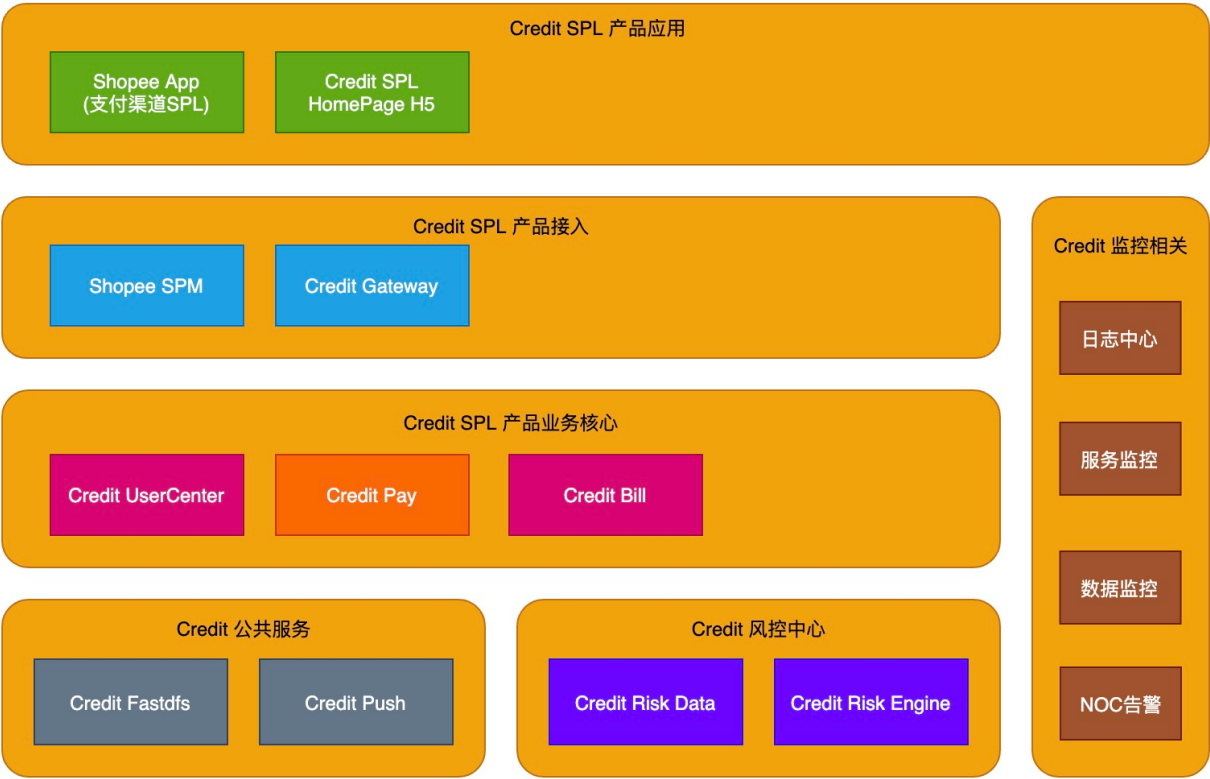 Credit SPL 产品应用
Shopee App
(支付渠道SPL)
Credit SPL
HomePage H5
Credit SPL 产品接入
Shopee SPM
Credit Gateway
Credit SPL 产品业务核心
Credit UserCenter
Credit Pay
Credit Bill
Credit 公共服务
Credit Fastdfs
Credit Push
Credit 风控中心
Credit Risk Data
Credit Risk Engine
Credit 监控相关
日志中心
服务监控
数据监控
NOC告警